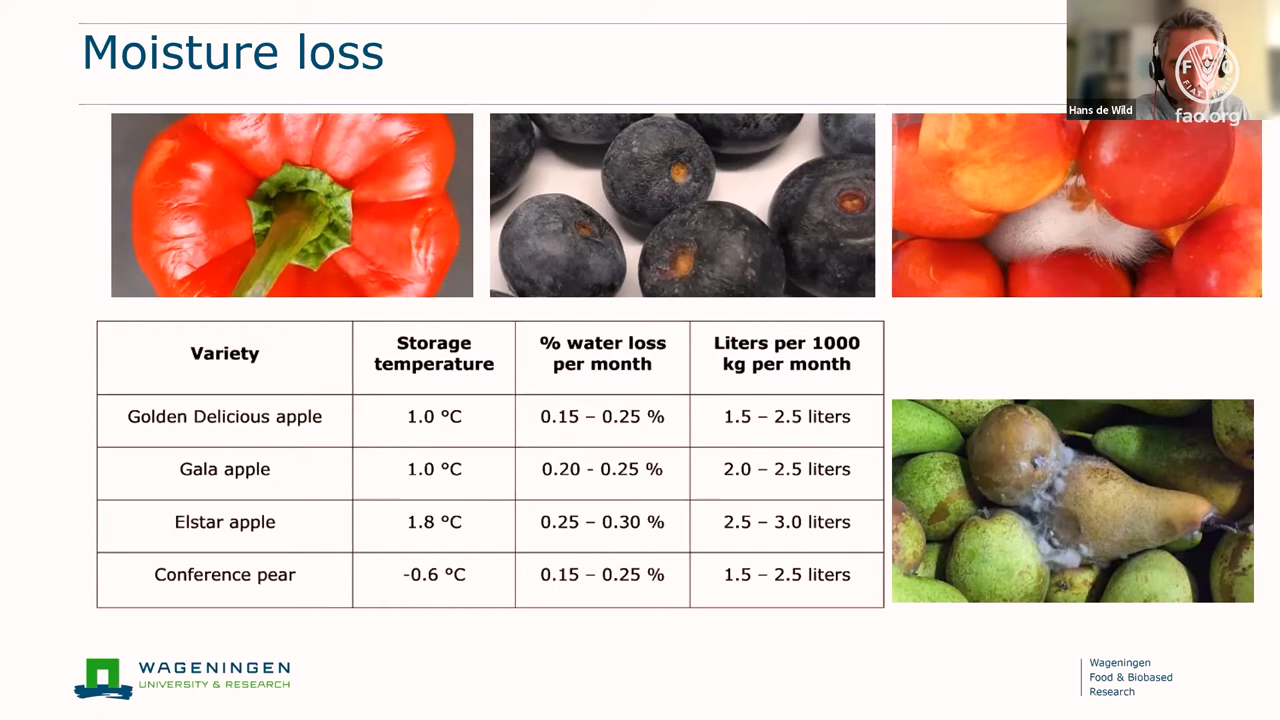 Moisture loss
Hans de Wild
FAO
FIAT PANIS
fao.org
Variety
Storage temperature
% water loss per month
Liters per 1000 kg per month
Golden Delicious apple
1.0 °C
0.15 – 0.25 %
1.5 – 2.5 liters
Gala apple
1.0 °C
0.20 - 0.25 %
2.0 – 2.5 liters
Elstar apple
1.8 °C
0.25 – 0.30 %
2.5 – 3.0 liters
Conference pear
-0.6 °C
0.15 – 0.25 %
1.5 – 2.5 liters
WAGENINGEN
UNIVERSITY & RESEARCH
Wageningen
Food & Biobased
Research